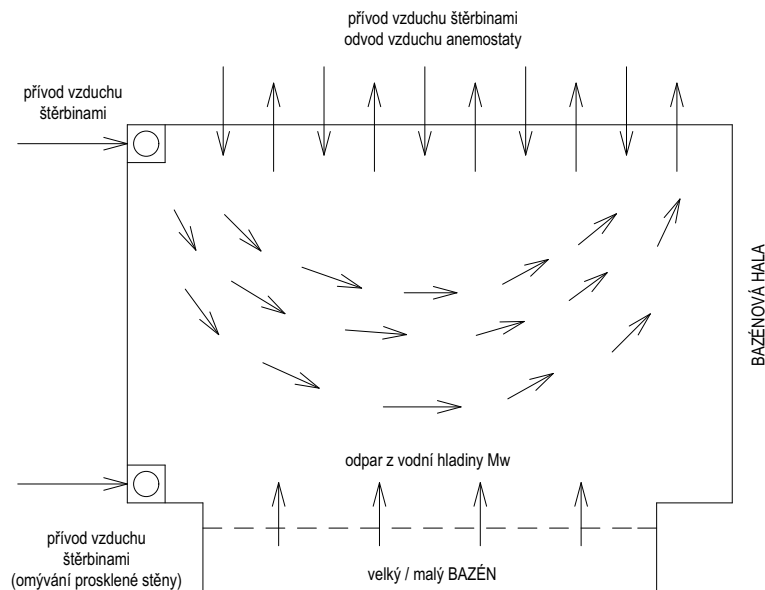 přívod vzduchu štěrbinami
odvod vzduchu anemostaty
přívod vzduchu
štěrbinami
BAZÉNOVÁ HALA
odpar z vodní hladiny Mw
přívod vzduchu
štěrbinami
(omývání prosklené stěny)
velký / malý BAZÉN